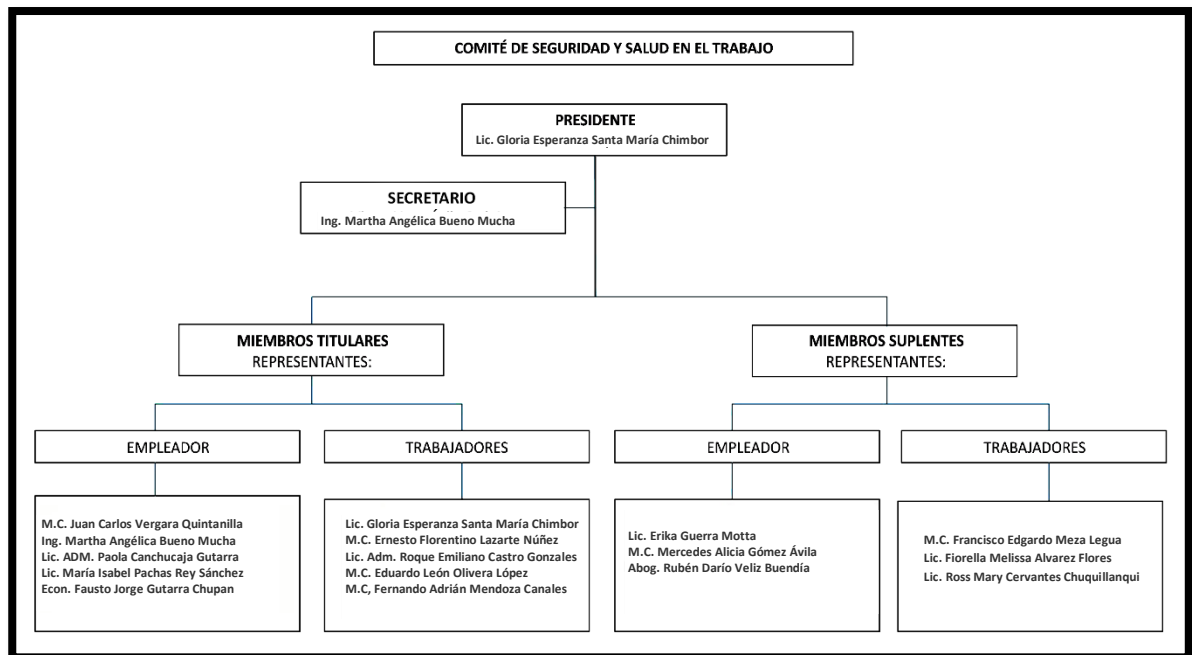 COMITÉ DE SEGURIDAD Y SALUD EN EL TRABAJO
PRESIDENTE
Lic. Gloria Esperanza Santa María Chimbor
SECRETARIO
Ing. Martha Angélica Bueno Mucha
MIEMBROS TITULARES
REPRESENTANTES:
MIEMBROS SUPLENTES
REPRESENTANTES:
EMPLEADOR
TRABAJADORES
EMPLEADOR
TRABAJADORES
M.C. Juan Carlos Vergara Quintanilla
Ing. Martha Angélica Bueno Mucha
Lic. ADM. Paola Canchucaja Gutarra
Lic. María Isabel Pachas Rey Sánchez
Econ. Fausto Jorge Gutarra Chupan
Lic. Gloria Esperanza Santa María Chimbor
M.C. Ernesto Florentino Lazarte Núñez
Lic. Adm. Roque Emiliano Castro Gonzales
M.C. Eduardo León Olivera López
M.C, Fernando Adrián Mendoza Canales
Lic. Erika Guerra Motta
M.C. Mercedes Alicia Gómez Ávila
Abog. Rubén Darío Veliz Buendía
M.C. Francisco Edgardo Meza Legua
Lic. Fiorella Melissa Alvarez Flores
Lic. Ross Mary Cervantes Chuquillanqui